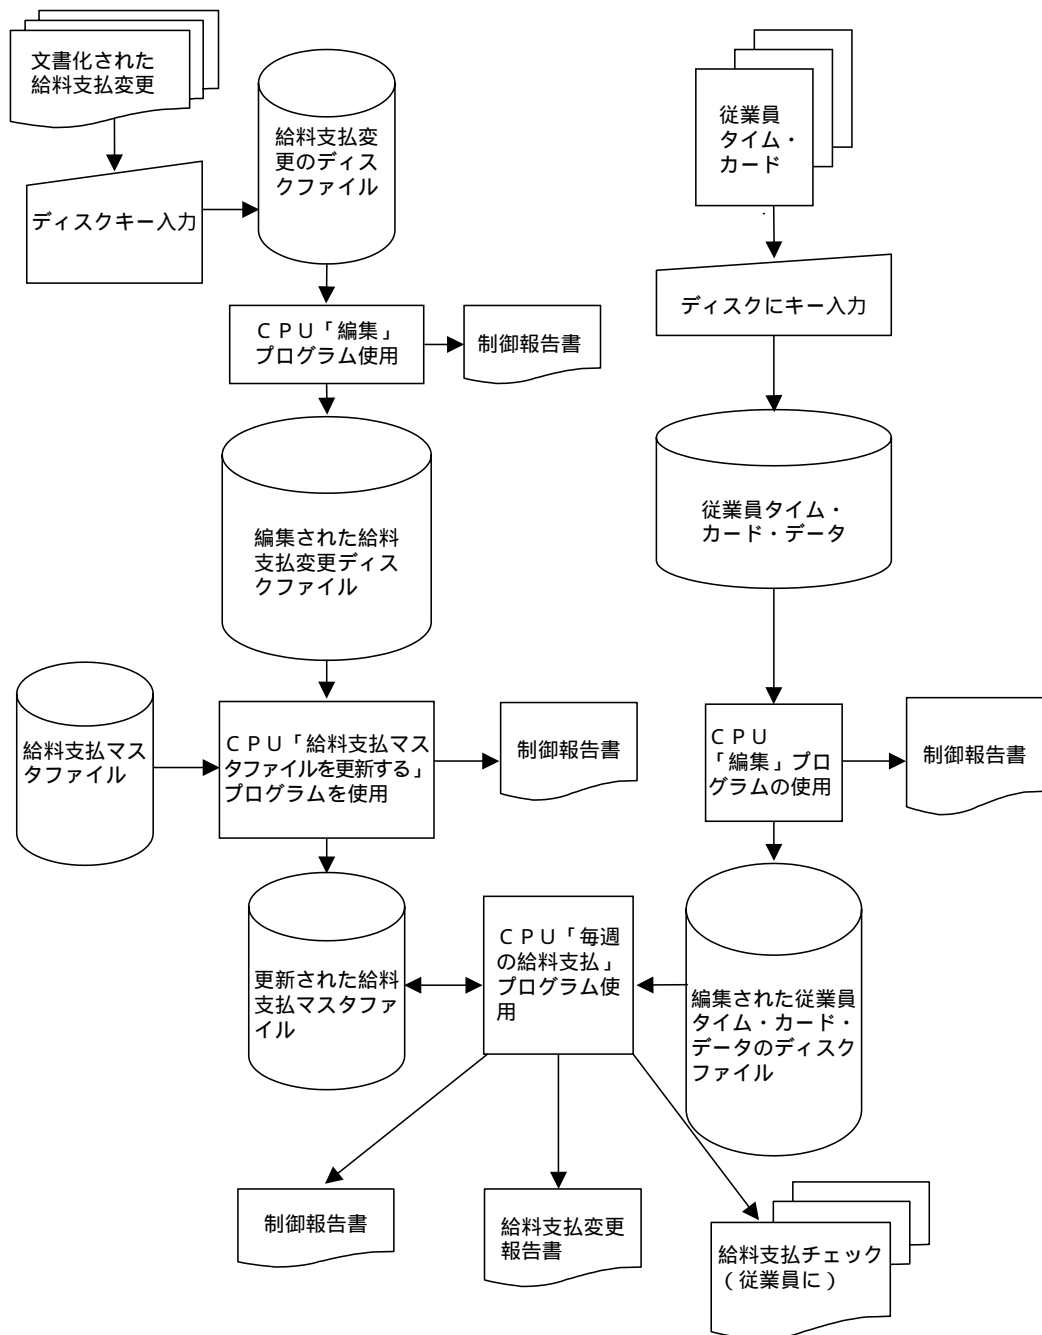 文書化された
給料支払変更
ディスクキー入力
給料支払変
更のディス
クファイル
ＣＰＵ「編集」
プログラム使用
制御報告書
編集された給料
支払変更ディス
クファイル
給料支払マス
タファイル
ＣＰＵ「給料支払マス
タファイルを更新する」
プログラムを使用
制御報告書
更新された給料
支払マスタファ
イル
従業員
タイム・
カード
ディスクにキー入力
従業員タイム・
カード・データ
ＣＰＵ
「編集」プロ
グラムの使用
制御報告書
編集された従業員
タイム・カード・
データのディスク
ファイル
ＣＰＵ「毎週
の給料支払」
プログラム使
用
制御報告書
給料支払変更
報告書
給料支払チェック
（従業員に）